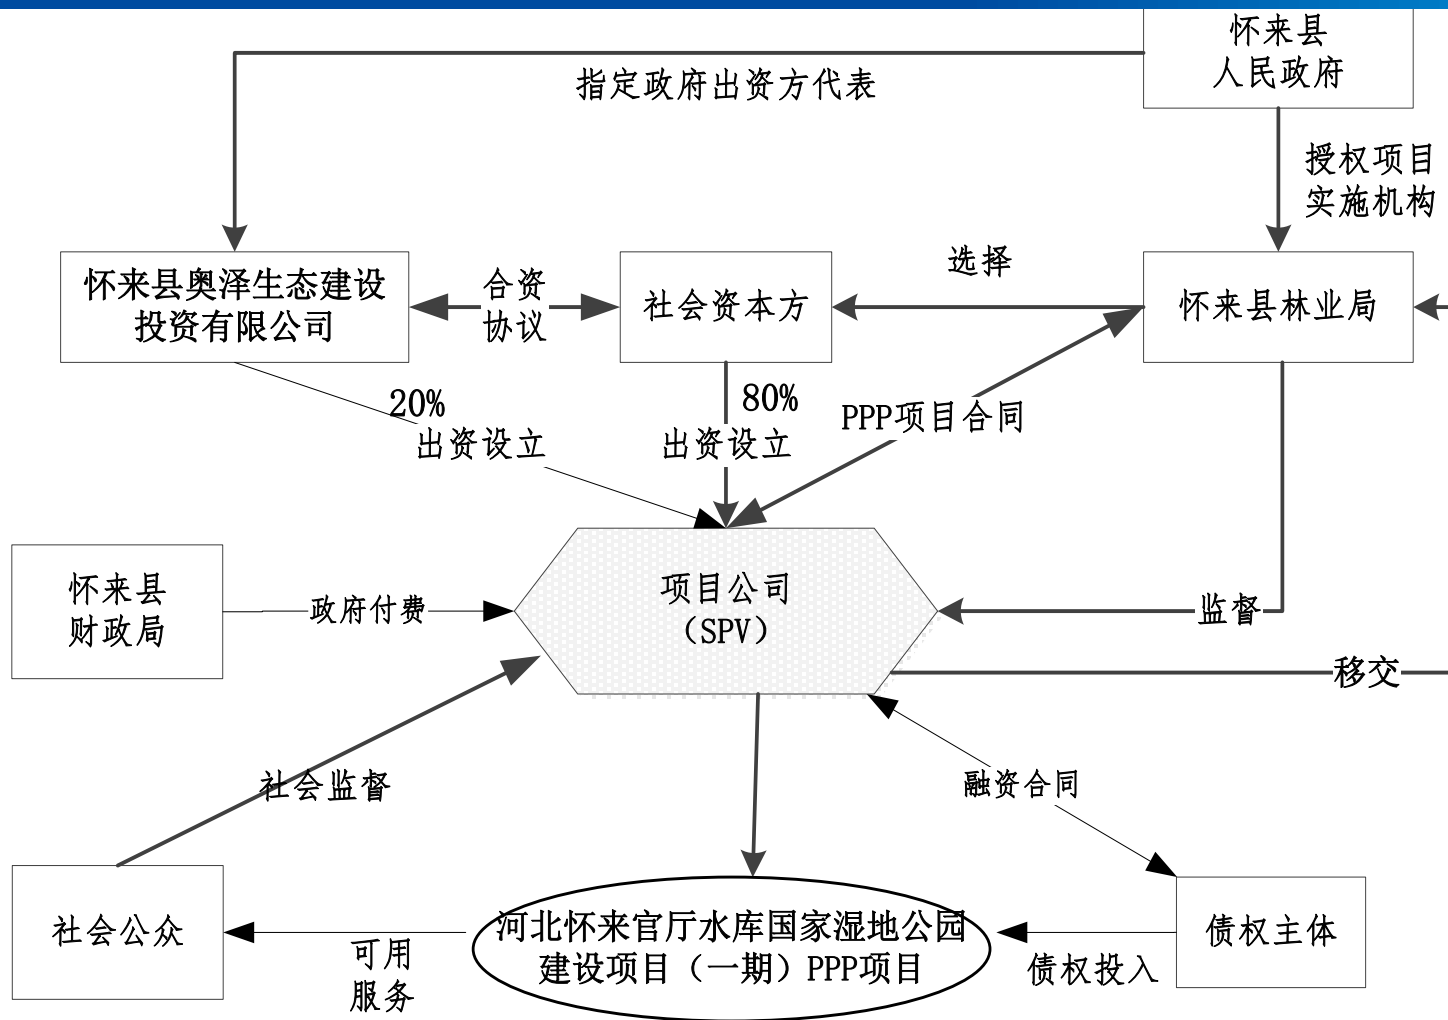 怀来县
人民政府
指定政府出资方代表
授权项目
实施机构
怀来县奥泽生态建设
投资有限公司
合资
协议
社会资本方
选择
怀来县林业局
20%
出资设立
80%
出资设立
PPP项目合同
怀来县
财政局
政府付费
项目公司
（SPV）
监督
移交
社会监督
融资合同
社会公众
可用
服务
河北怀来官厅水库国家湿地公园
建设项目（一期）PPP项目
债权投入
债权主体